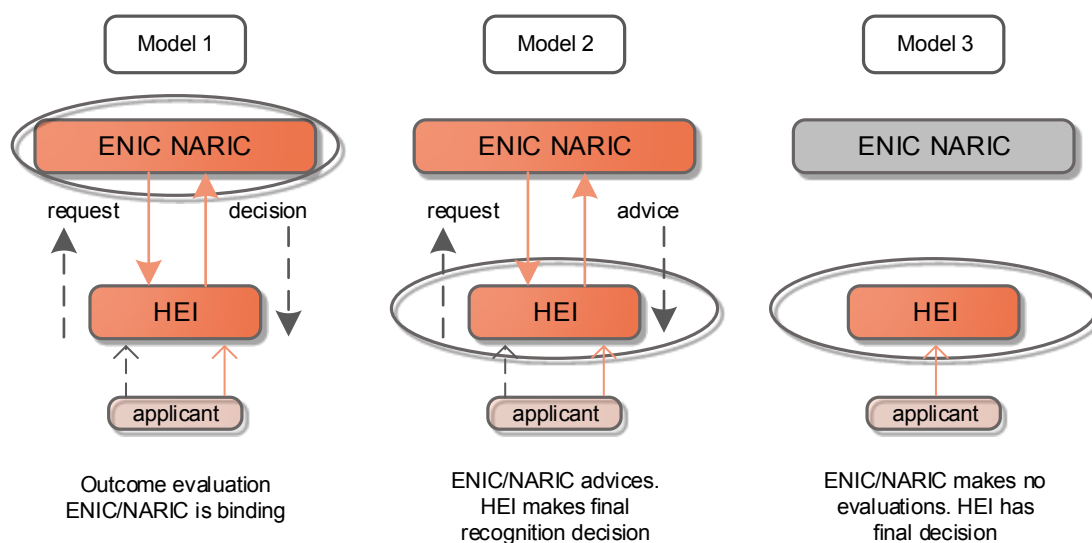 Model 1
Model 2
Model 3
ENIC NARIC
ENIC NARIC
ENIC NARIC
request
decision
request
advice
HEI
HEI
HEI
applicant
applicant
applicant
Outcome evaluation
ENIC/NARIC is binding
ENIC/NARIC advices.
HEI makes final
recognition decision
ENIC/NARIC makes no
evaluations. HEI has
final decision